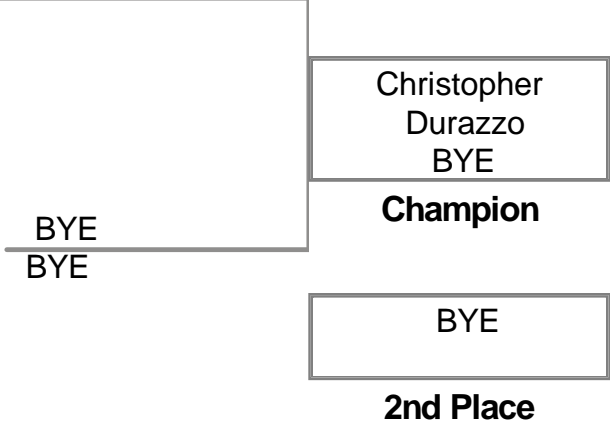 Christopher
Durazzo
BYE
Champion
BYE
BYE
BYE
2nd Place